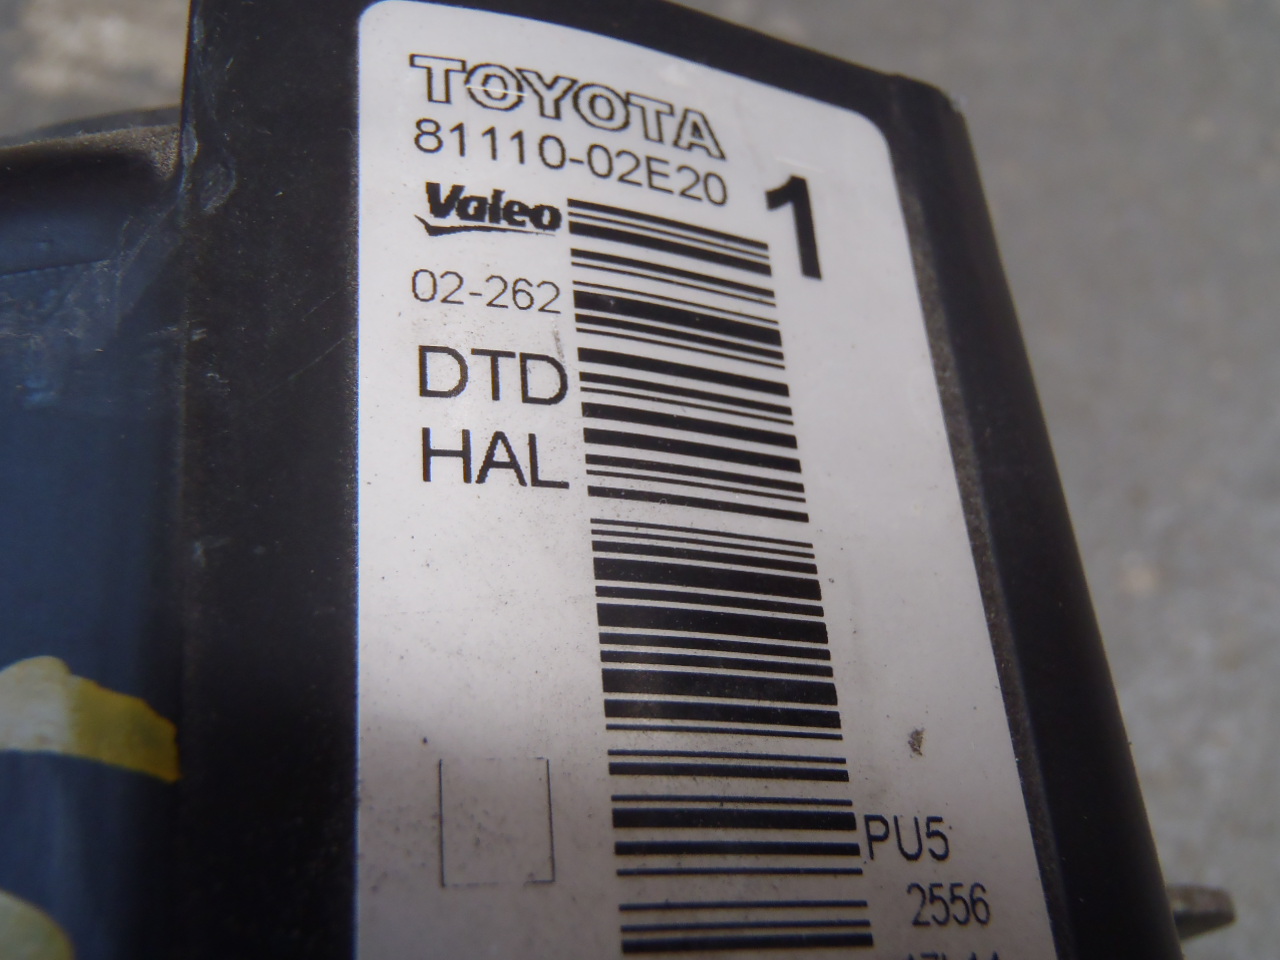 TOYOTA
81110-02E20
1
Valeo
02-262
DTD
HAL
PU5
2556